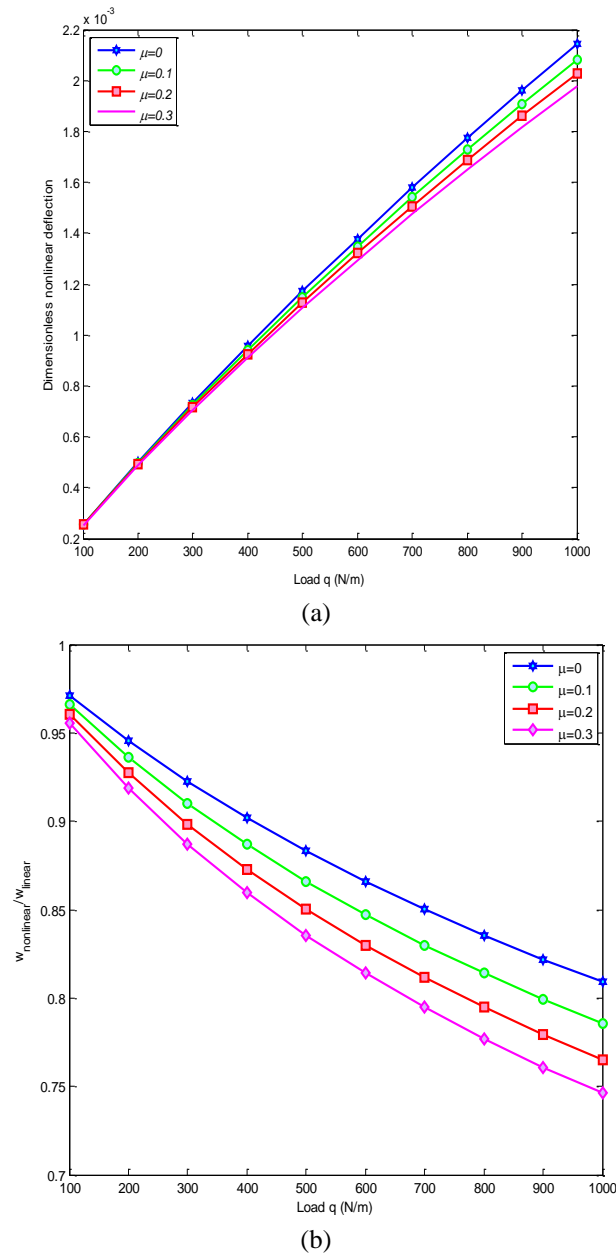 x 10⁻³
2.2
2
1.8
1.6
1.4
1.2
1
0.8
0.6
0.4
0.2
Dimensionless nonlinear deflection
μ=0
μ=0.1
μ=0.2
μ=0.3
100 200 300 400 500 600 700 800 900 1000
Load q (N/m)
(a)
1
0.95
0.9
0.85
0.8
0.75
0.7
w_nonlinear/w_linear
μ=0
μ=0.1
μ=0.2
μ=0.3
100 200 300 400 500 600 700 800 900 1000
Load q (N/m)
(b)